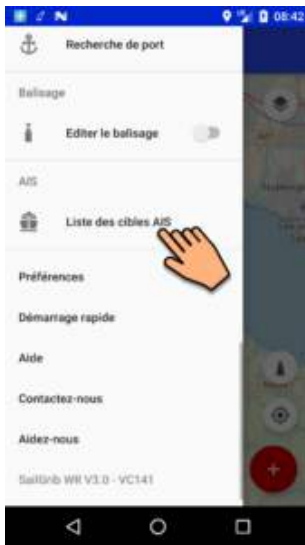 08:42
Recherche de port
Balisage
Editer le balisage
AIS
Liste des cibles AIS
Préférences
Démarrage rapide
Aide
Contactez-nous
Aidez-nous
SailGrib WR V3.0 - VC141